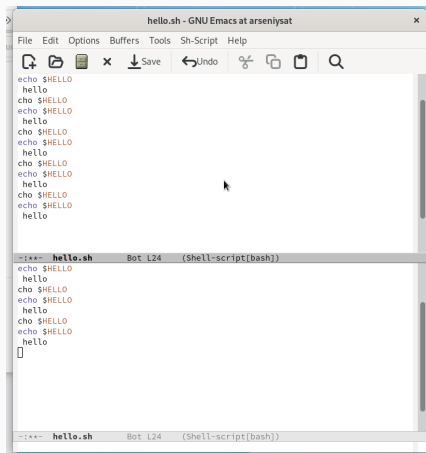 hello.sh - GNU Emacs at arseniysat ×
File Edit Options Buffers Tools Sh-Script Help
Save Undo
echo $HELLO
hello
cho $HELLO
echo $HELLO
hello
cho $HELLO
echo $HELLO
hello
cho $HELLO
echo $HELLO
hello
cho $HELLO
echo $HELLO
hello
-:**- hello.sh Bot L24 (Shell-script[bash])
echo $HELLO
hello
cho $HELLO
echo $HELLO
hello
cho $HELLO
echo $HELLO
hello
-:**- hello.sh Bot L24 (Shell-script[bash])